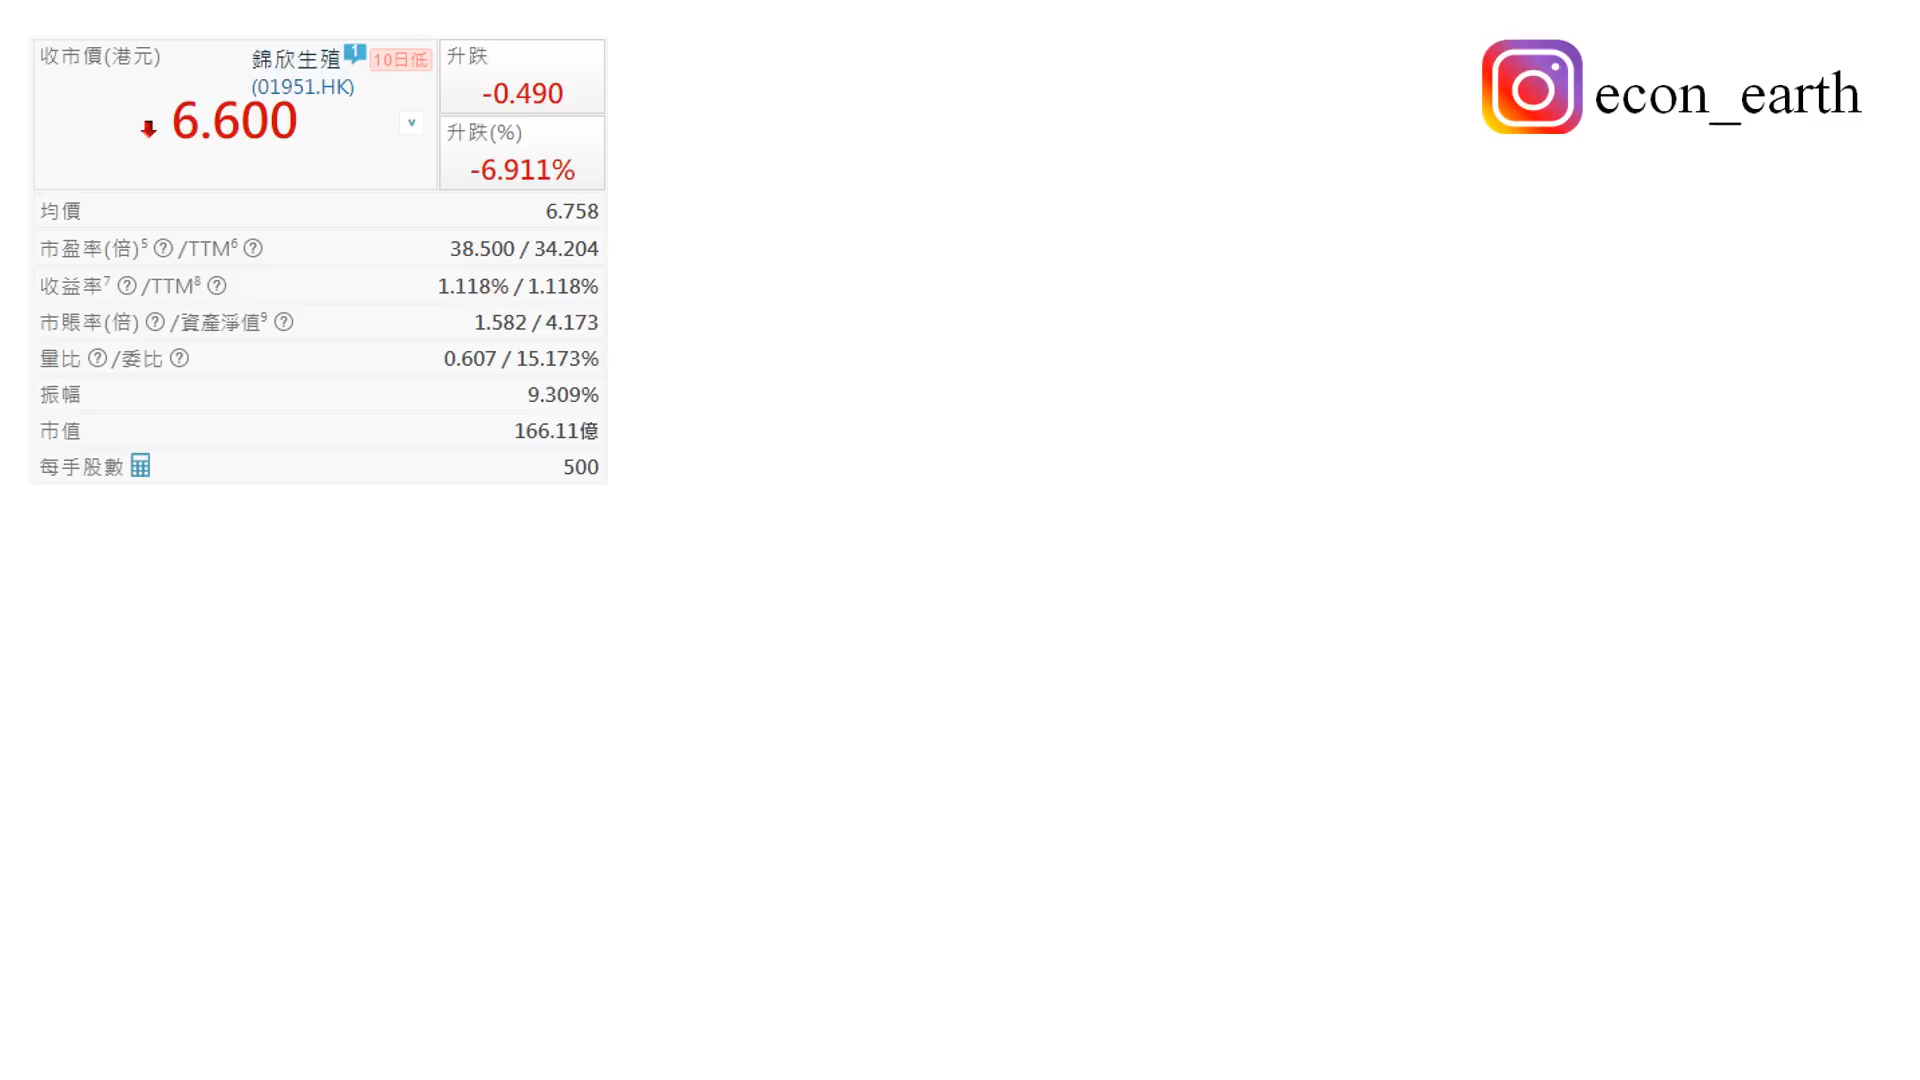 收市價(港元)
錦欣生殖 1 10日低
(01951.HK)
6.600
v
升跌
-0.490
升跌(%)
-6.911%
均價 6.758
市盈率(倍)5 ? /TTM6 ? 38.500 / 34.204
收益率7 ? /TTM8 ? 1.118% / 1.118%
市賬率(倍) ? /資產淨值9 ? 1.582 / 4.173
量比 ? /委比 ? 0.607 / 15.173%
振幅 9.309%
市值 166.11億
每手股數 500
econ_earth